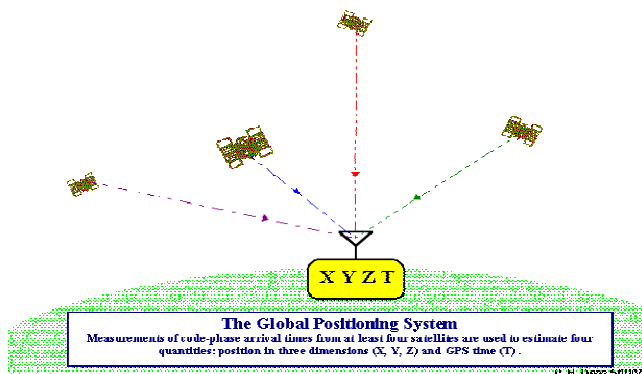 X Y Z T
The Global Positioning System
Measurements of code-phase arrival times from at least four satellites are used to estimate four
quantities: position in three dimensions (X, Y, Z) and GPS time (T) .